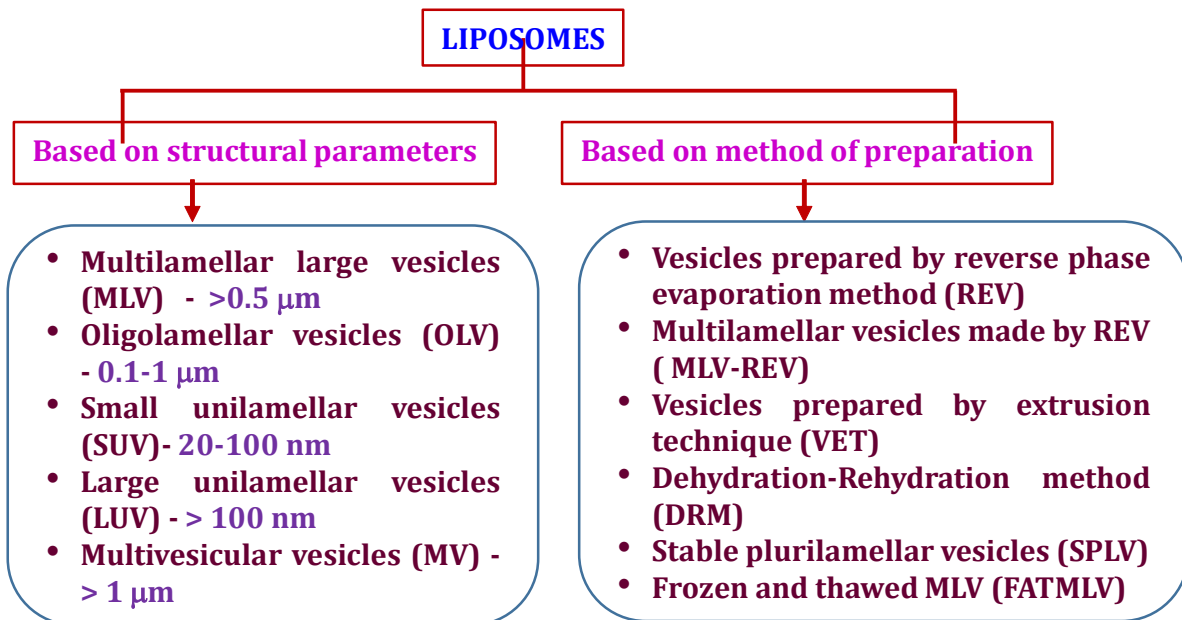 LIPOSOMES
Based on structural parameters
• Multilamellar large vesicles
(MLV) - >0.5 μm
• Oligolamellar vesicles (OLV)
- 0.1-1 μm
• Small unilamellar vesicles
(SUV)- 20-100 nm
• Large unilamellar vesicles
(LUV) - > 100 nm
• Multivesicular vesicles (MV) -
> 1 μm
Based on method of preparation
• Vesicles prepared by reverse phase
evaporation method (REV)
• Multilamellar vesicles made by REV
( MLV-REV)
• Vesicles prepared by extrusion
technique (VET)
• Dehydration-Rehydration method
(DRM)
• Stable plurilamellar vesicles (SPLV)
• Frozen and thawed MLV (FATMLV)